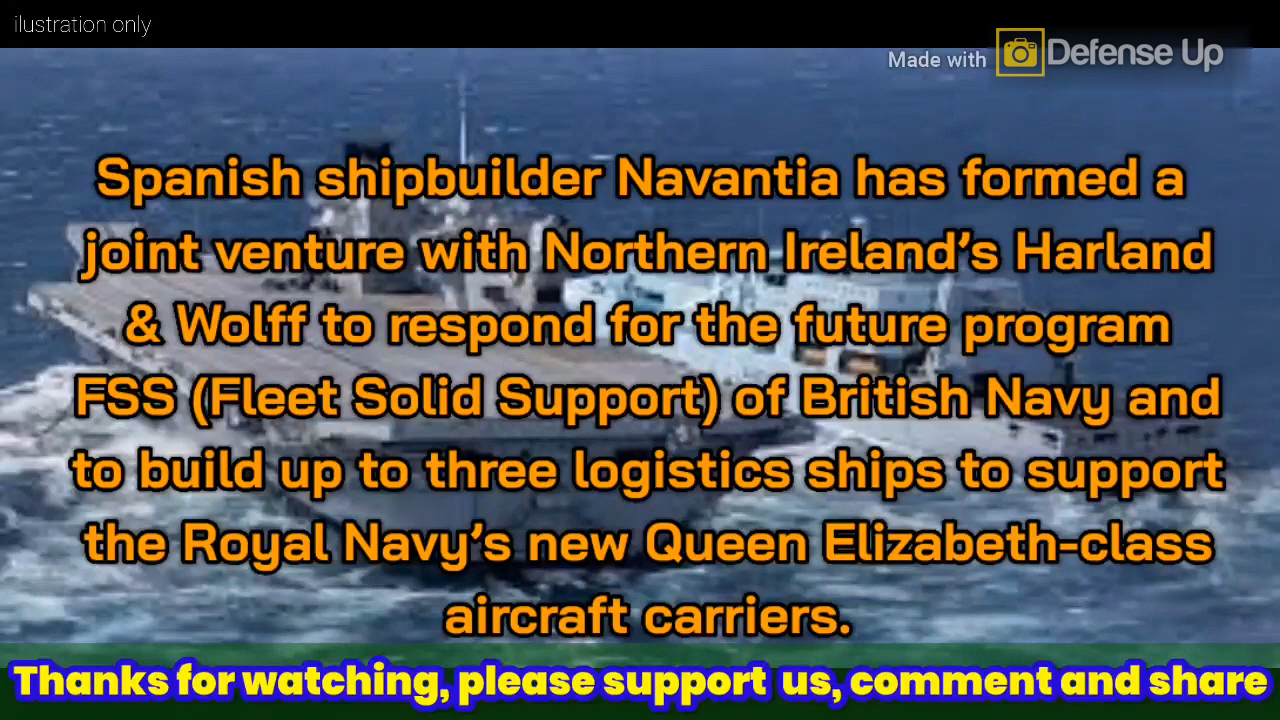 ilustration only
Made with Defense Up
Spanish shipbuilder Navantia has formed a
joint venture with Northern Ireland’s Harland
& Wolff to respond for the future program
FSS (Fleet Solid Support) of British Navy and
to build up to three logistics ships to support
the Royal Navy’s new Queen Elizabeth-class
aircraft carriers.
Thanks for watching, please support us, comment and share